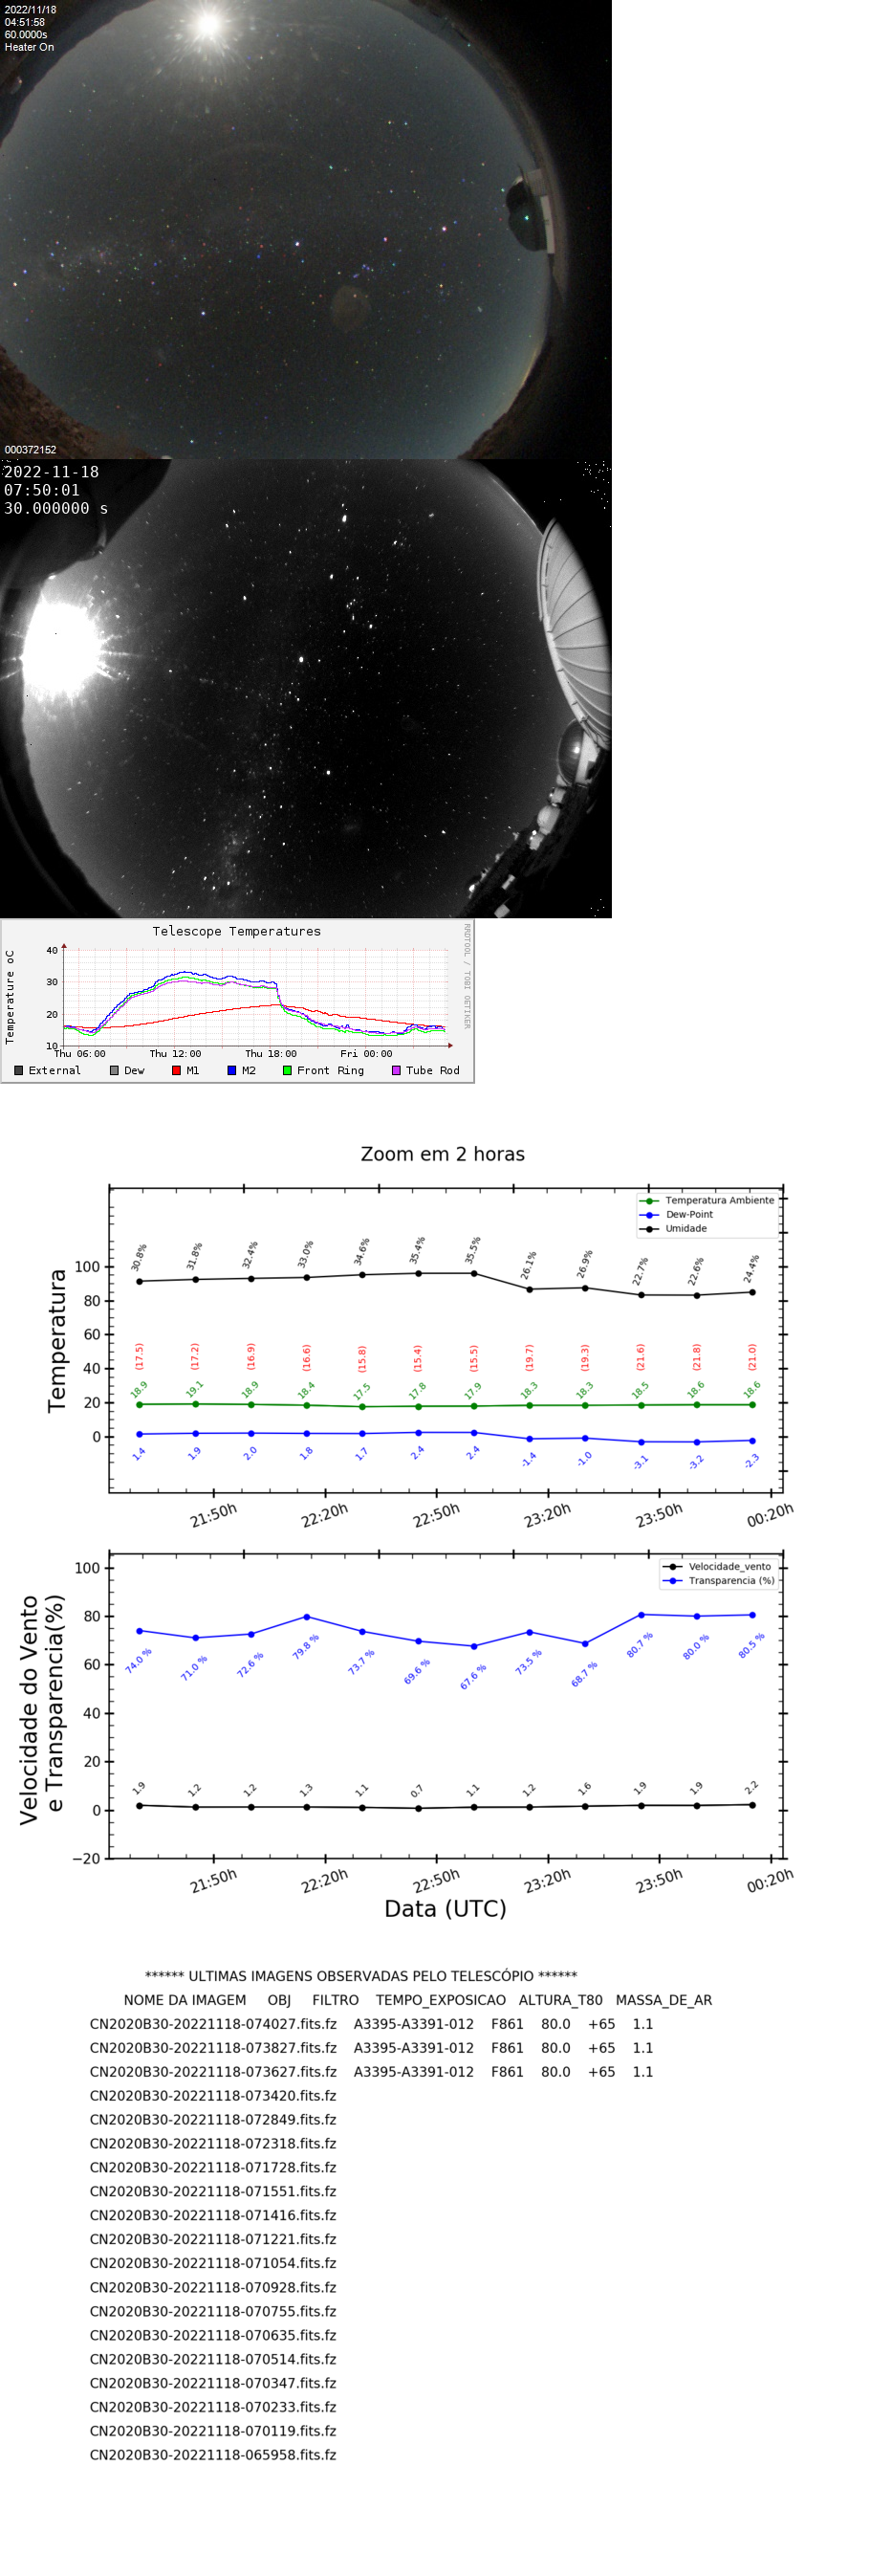 2022/11/18
04:51:58
60.0000s
Heater On
000372152
2022-11-18
07:50:01
30.000000 s
Telescope Temperatures
RRDTOOL / TOBI OETIKER
Temperature oC
40
30
20
10
Thu 06:00 Thu 12:00 Thu 18:00 Fri 00:00
External Dew M1 M2 Front Ring Tube Rod
Zoom em 2 horas
Temperatura Ambiente
Dew-Point
Umidade
Temperatura
100
80
60
40
20
0
30.8% 31.8% 32.4% 33.0% 34.6% 35.4% 35.5% 26.1% 26.9% 22.7% 22.6% 24.4%
(17.5) (17.2) (16.9) (16.6) (15.8) (15.4) (15.5) (19.7) (19.3) (21.6) (21.8) (21.0)
18.9 19.1 18.9 18.4 17.5 17.8 17.9 18.3 18.3 18.5 18.6 18.6
1.4 1.9 2.0 1.8 1.7 2.4 2.4 -1.4 -1.0 -3.1 -3.2 -2.3
21:50h 22:20h 22:50h 23:20h 23:50h 00:20h
Velocidade_vento
Transparencia (%)
Velocidade do Vento
e Transparencia(%)
100
80
60
40
20
0
−20
74.0 % 71.0 % 72.6 % 79.8 % 73.7 % 69.6 % 67.6 % 73.5 % 68.7 % 80.7 % 80.0 % 80.5 %
1.9 1.2 1.2 1.3 1.1 0.7 1.1 1.2 1.6 1.9 1.9 2.2
21:50h 22:20h 22:50h 23:20h 23:50h 00:20h
Data (UTC)
****** ULTIMAS IMAGENS OBSERVADAS PELO TELESCÓPIO ******
NOME DA IMAGEM OBJ FILTRO TEMPO_EXPOSICAO ALTURA_T80 MASSA_DE_AR
CN2020B30-20221118-074027.fits.fz A3395-A3391-012 F861 80.0 +65 1.1
CN2020B30-20221118-073827.fits.fz A3395-A3391-012 F861 80.0 +65 1.1
CN2020B30-20221118-073627.fits.fz A3395-A3391-012 F861 80.0 +65 1.1
CN2020B30-20221118-073420.fits.fz
CN2020B30-20221118-072849.fits.fz
CN2020B30-20221118-072318.fits.fz
CN2020B30-20221118-071728.fits.fz
CN2020B30-20221118-071551.fits.fz
CN2020B30-20221118-071416.fits.fz
CN2020B30-20221118-071221.fits.fz
CN2020B30-20221118-071054.fits.fz
CN2020B30-20221118-070928.fits.fz
CN2020B30-20221118-070755.fits.fz
CN2020B30-20221118-070635.fits.fz
CN2020B30-20221118-070514.fits.fz
CN2020B30-20221118-070347.fits.fz
CN2020B30-20221118-070233.fits.fz
CN2020B30-20221118-070119.fits.fz
CN2020B30-20221118-065958.fits.fz